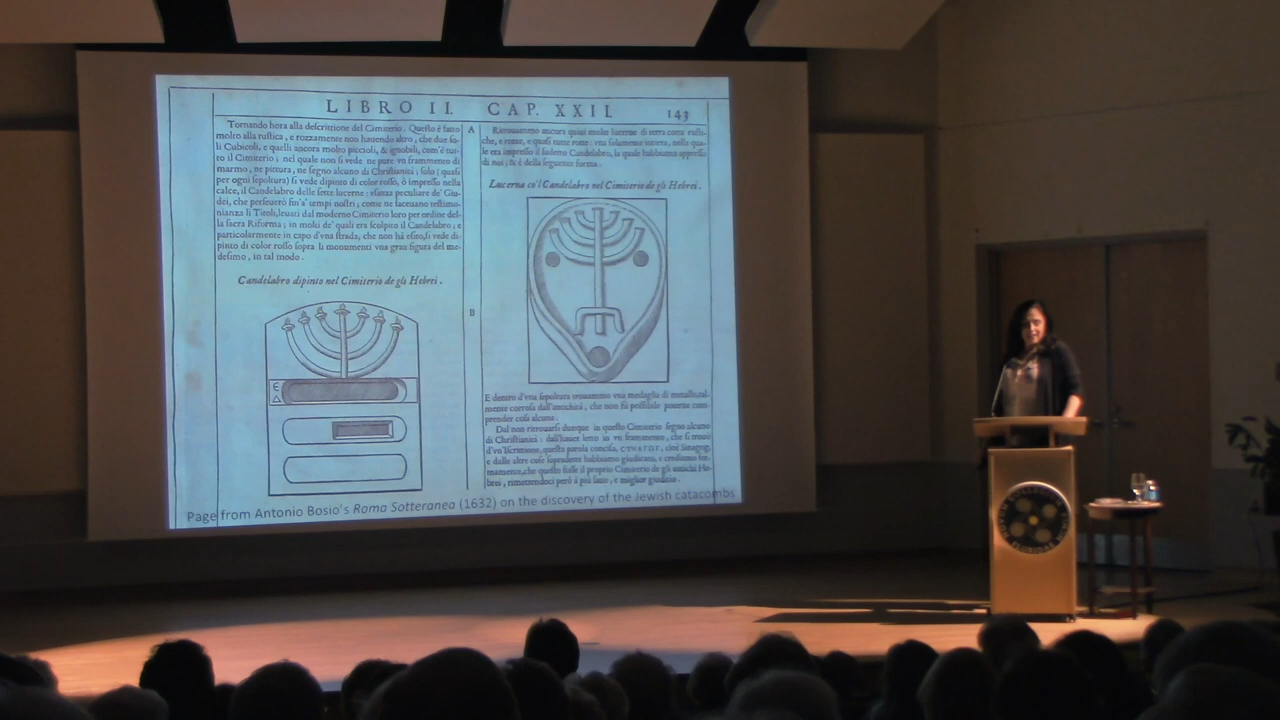 LIBRO II. CAP. XXII. 143
Tornando hora alla descrittione del Cimiterio. Questo è fatto
molto alla rustica, e rozzamente non hauendo altro, che due so-
li Cubicoli, e quelli ancora molto piccioli, & ignobili, com'è tut-
to il Cimiterio; nel quale non si vede ne pure vn frammento di
marmo, ne pittura, ne segno alcuno di Christianità; solo (quasi
per ogni sepoltura) si vede dipinto di color rosso, ò impresso nella
calce, il Candelabro delle sette lucerne: vsanza peculiare de' Giu-
dei, che perseuerò fin'a' tempi nostri, come ne faceuano testimo-
nianza li Titoli, leuati dal moderno Cimiterio loro per ordine del-
la sacra Riforma; in molti de' quali era scolpito il Candelabro; e
particolarmente in capo d'vna strada, che non hà esito, si vede di-
pinto di color rosso sopra li monumenti vna gran figura del me-
desimo, in tal modo.
Candelabro dipinto nel Cimiterio de gli Hebrei.
Є
Δ
A
B
Ritrouammo ancora quiui molte lucerne di terra cotta rusti-
che, e rozze, e quasi tutte rotte: vna solamente intiera, nella qua-
le era impresso il sudetto Candelabro, la quale habbiamo appresso
di noi; & è della seguente forma.
Lucerna co'l Candelabro nel Cimiterio de gli Hebrei.
E dentro d'vna sepoltura trouammo vna medaglia di metallo, tal-
mente corrosa dall'antichità, che non fù possibile poterne com-
prender cosa alcuna.
Dal non ritrouarsi dunque in questo Cimiterio segno alcuno
di Christianità: dall'hauer letto in vn frammento, che si trouò
d'vn'Iscrittione, questa parola concisa, cioè Sinagog;
e dalle altre cose sopradette habbiamo giudicato, e crediamo fer-
mamente, che questo fosse il proprio Cimiterio de gli antichi He-
brei, rimettendoci però à più sano, e miglior giudicio.
Page from Antonio Bosio's Roma Sotteranea (1632) on the discovery of the Jewish catacombs